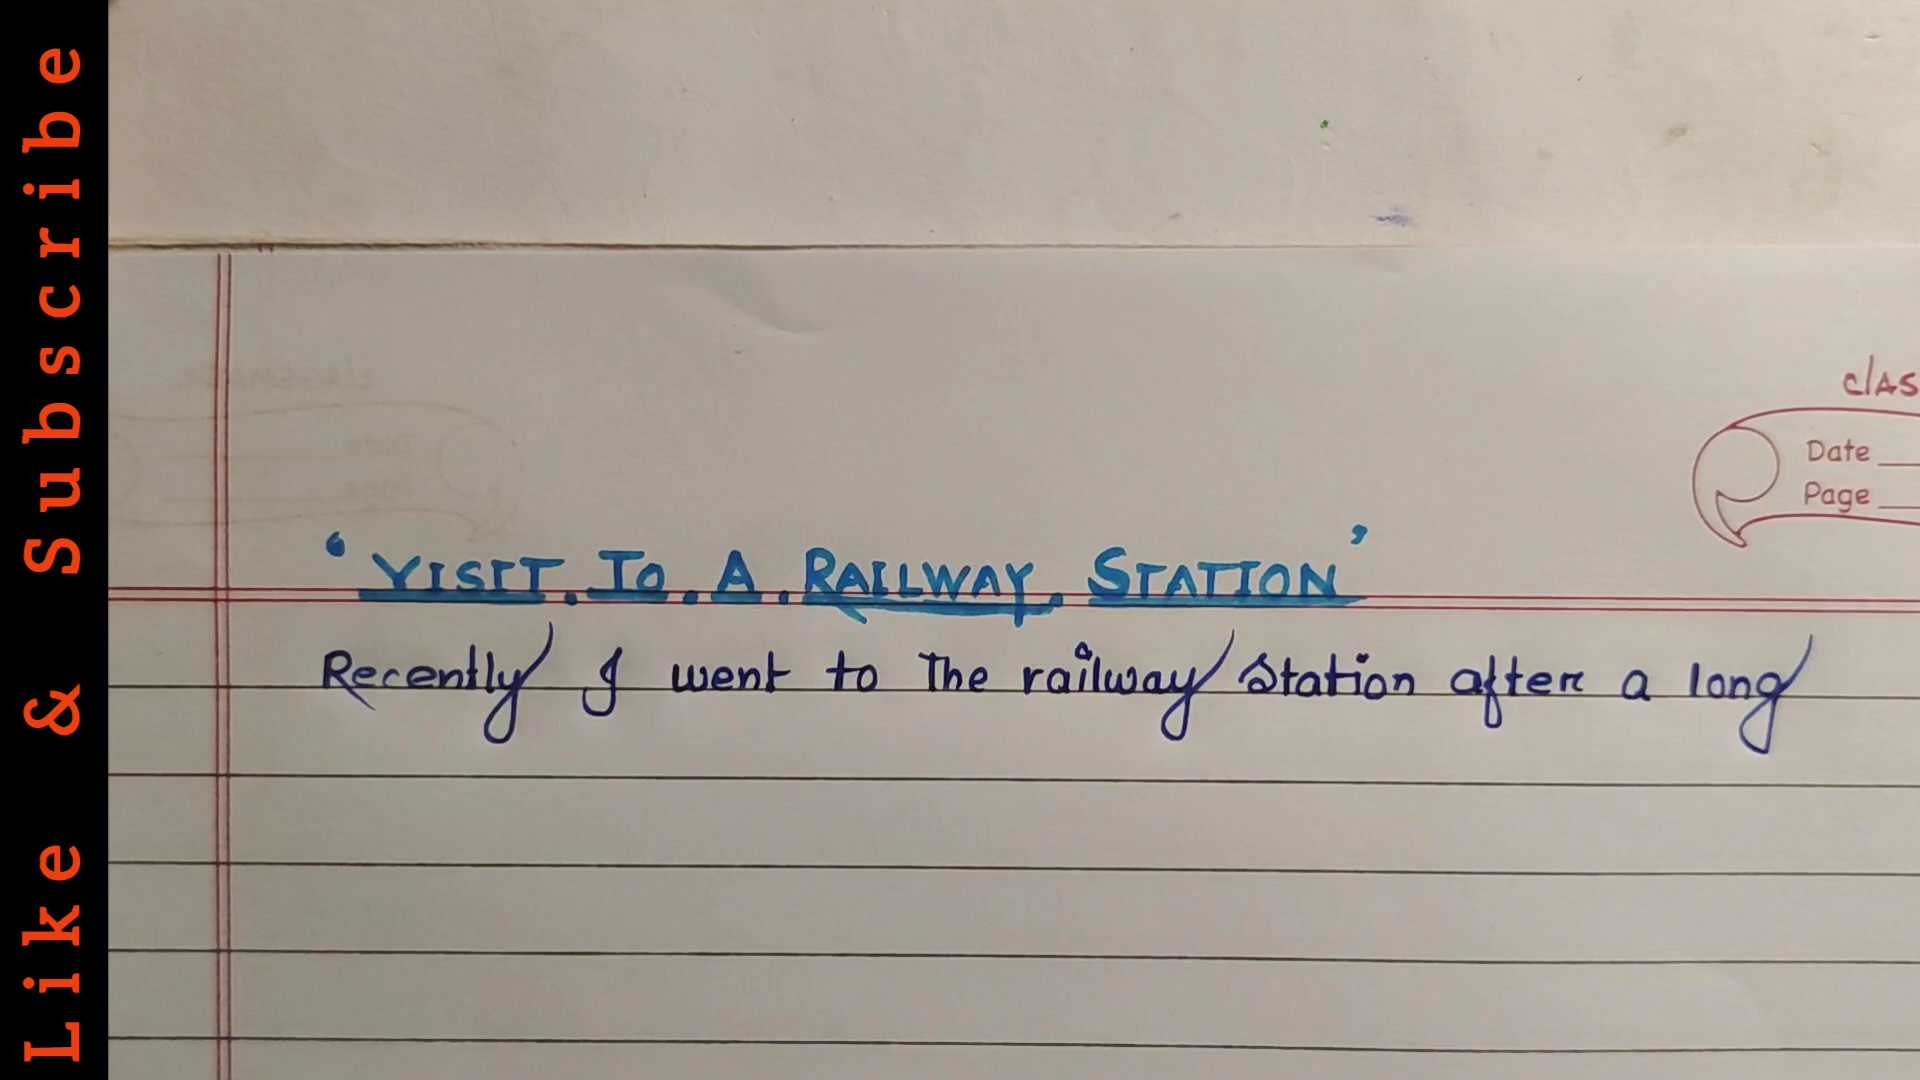 Like & Subscribe
clas
Date
Page
'VISIT TO A RAILWAY STATION'
Recently I went to the railway station after a long